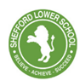 SHEFFORD LOWER SCHOOL
BELIEVE • ACHIEVE • SUCCEED